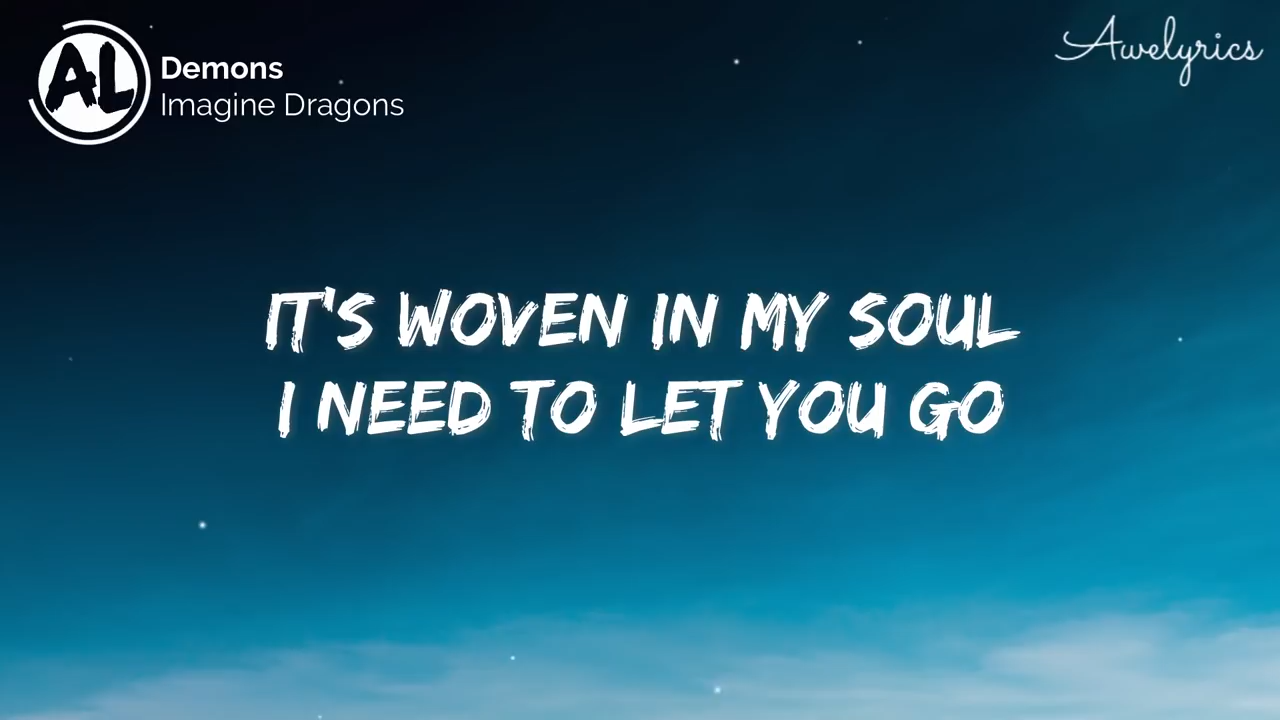 AL
Demons
Imagine Dragons
Awelyrics
IT'S WOVEN IN MY SOUL
I NEED TO LET YOU GO